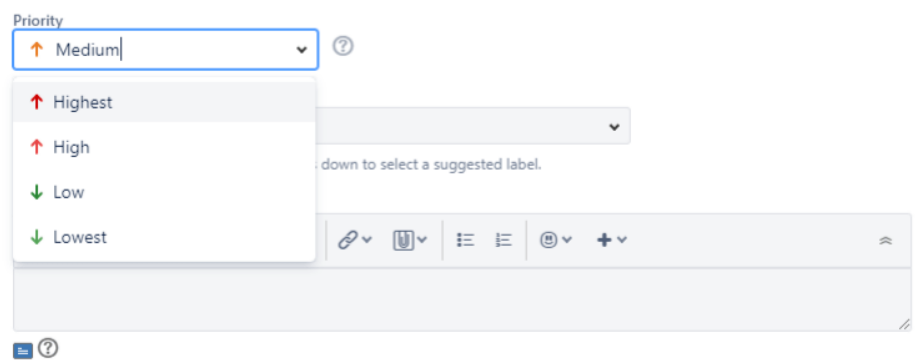 Priority
Medium
Highest
High
down to select a suggested label.
Low
Lowest